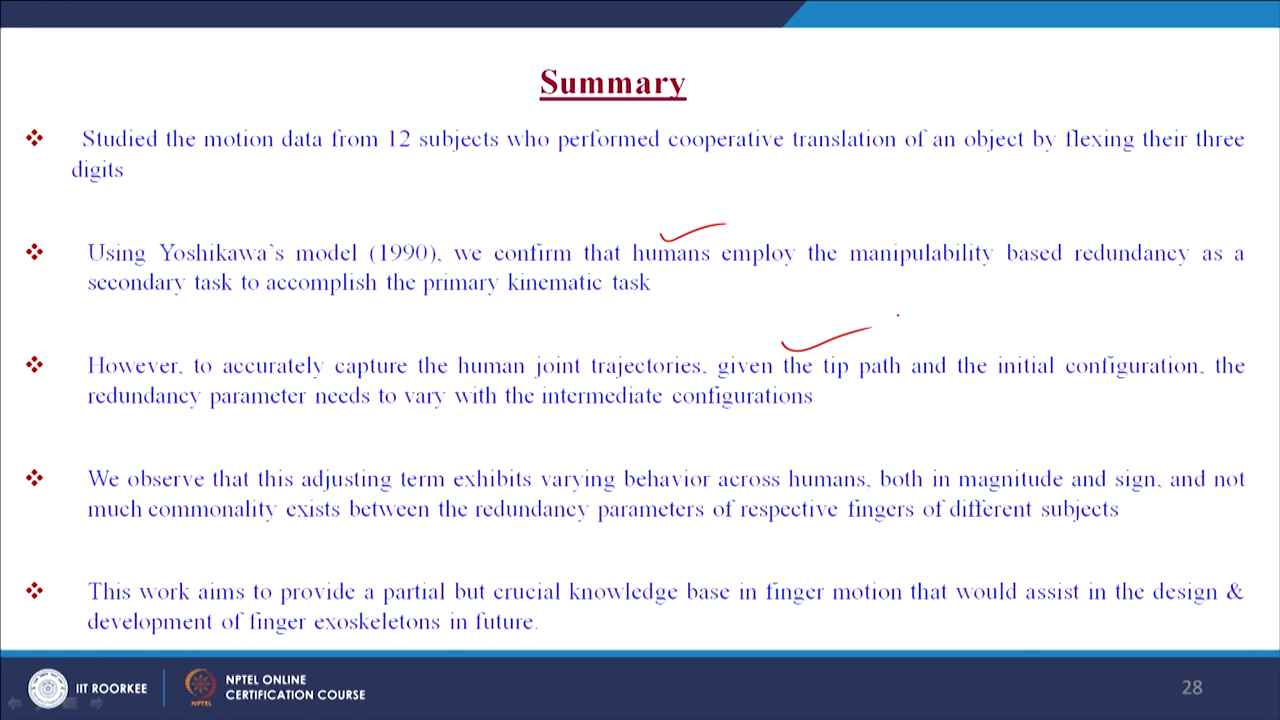 Summary
Studied the motion data from 12 subjects who performed cooperative translation of an object by flexing their three
digits
Using Yoshikawa`s model (1990), we confirm that humans employ the manipulability based redundancy as a
secondary task to accomplish the primary kinematic task
However, to accurately capture the human joint trajectories, given the tip path and the initial configuration, the
redundancy parameter needs to vary with the intermediate configurations
We observe that this adjusting term exhibits varying behavior across humans, both in magnitude and sign, and not
much commonality exists between the redundancy parameters of respective fingers of different subjects
This work aims to provide a partial but crucial knowledge base in finger motion that would assist in the design &
development of finger exoskeletons in future.
IIT ROORKEE
NPTEL
NPTEL ONLINE
CERTIFICATION COURSE
28